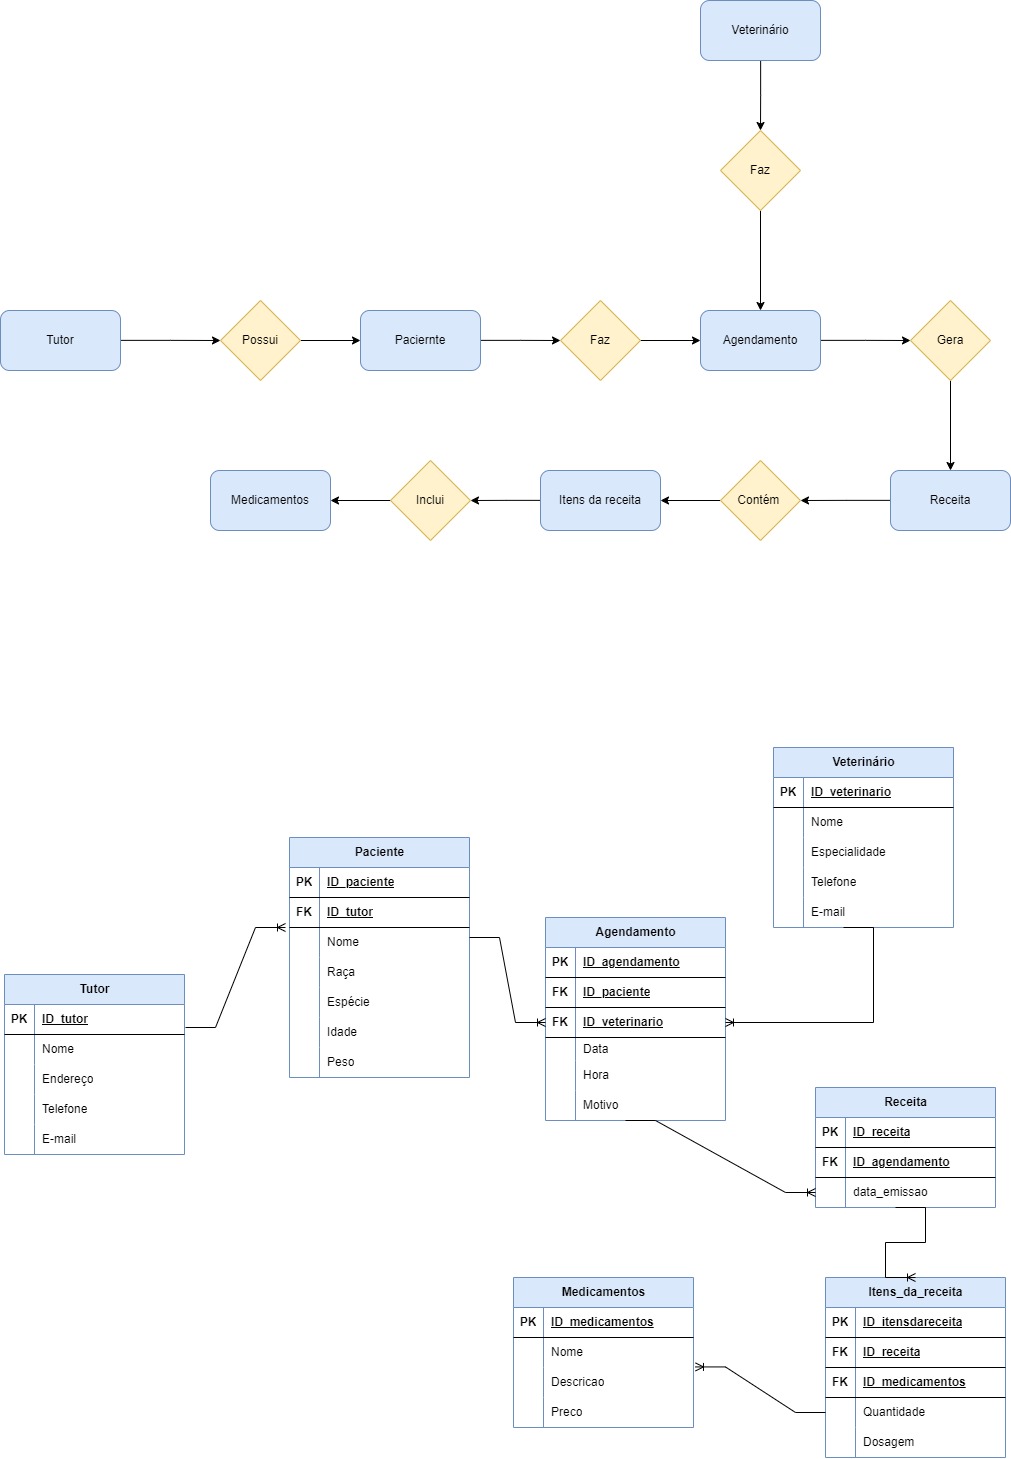 Veterinário
Faz
Tutor
Possui
Paciernte
Faz
Agendamento
Gera
Medicamentos
Inclui
Itens da receita
Contém
Receita
Veterinário
PK ID_veterinario
Nome
Especialidade
Telefone
E-mail
Paciente
PK ID_paciente
FK ID_tutor
Nome
Raça
Espécie
Idade
Peso
Agendamento
PK ID_agendamento
FK ID_paciente
FK ID_veterinario
Data
Hora
Motivo
Tutor
PK ID_tutor
Nome
Endereço
Telefone
E-mail
Receita
PK ID_receita
FK ID_agendamento
data_emissao
Medicamentos
PK ID_medicamentos
Nome
Descricao
Preco
Itens_da_receita
PK ID_itensdareceita
FK ID_receita
FK ID_medicamentos
Quantidade
Dosagem